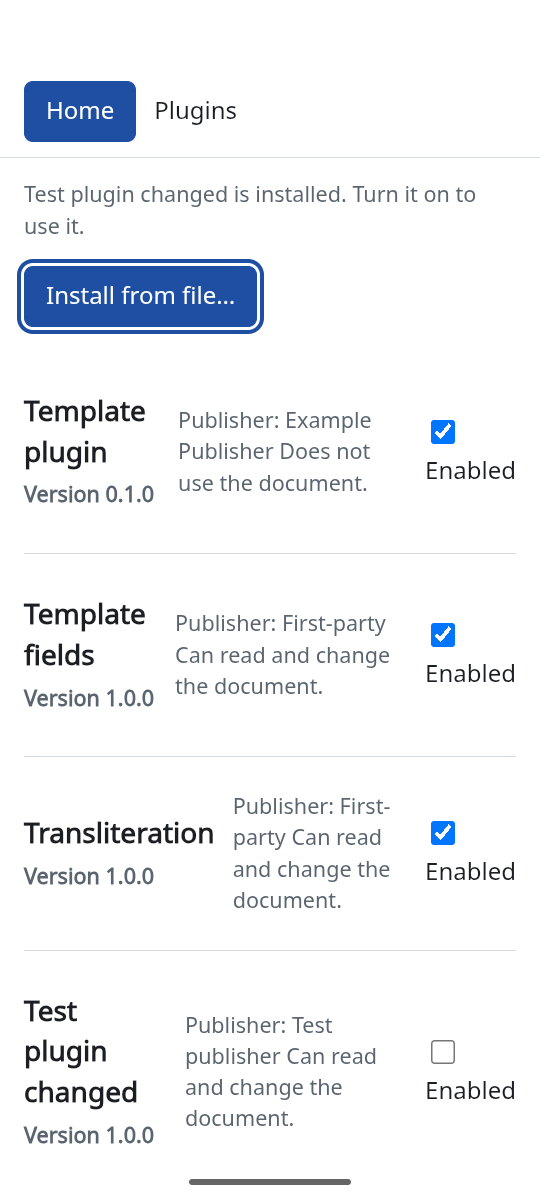 Home
Plugins
Test plugin changed is installed. Turn it on to
use it.
Install from file...
Template
plugin
Version 0.1.0
Publisher: Example
Publisher Does not
use the document.
Enabled
Template
fields
Version 1.0.0
Publisher: First-party
Can read and change
the document.
Enabled
Transliteration
Version 1.0.0
Publisher: First-
party Can read
and change the
document.
Enabled
Test
plugin
changed
Version 1.0.0
Publisher: Test
publisher Can read
and change the
document.
Enabled